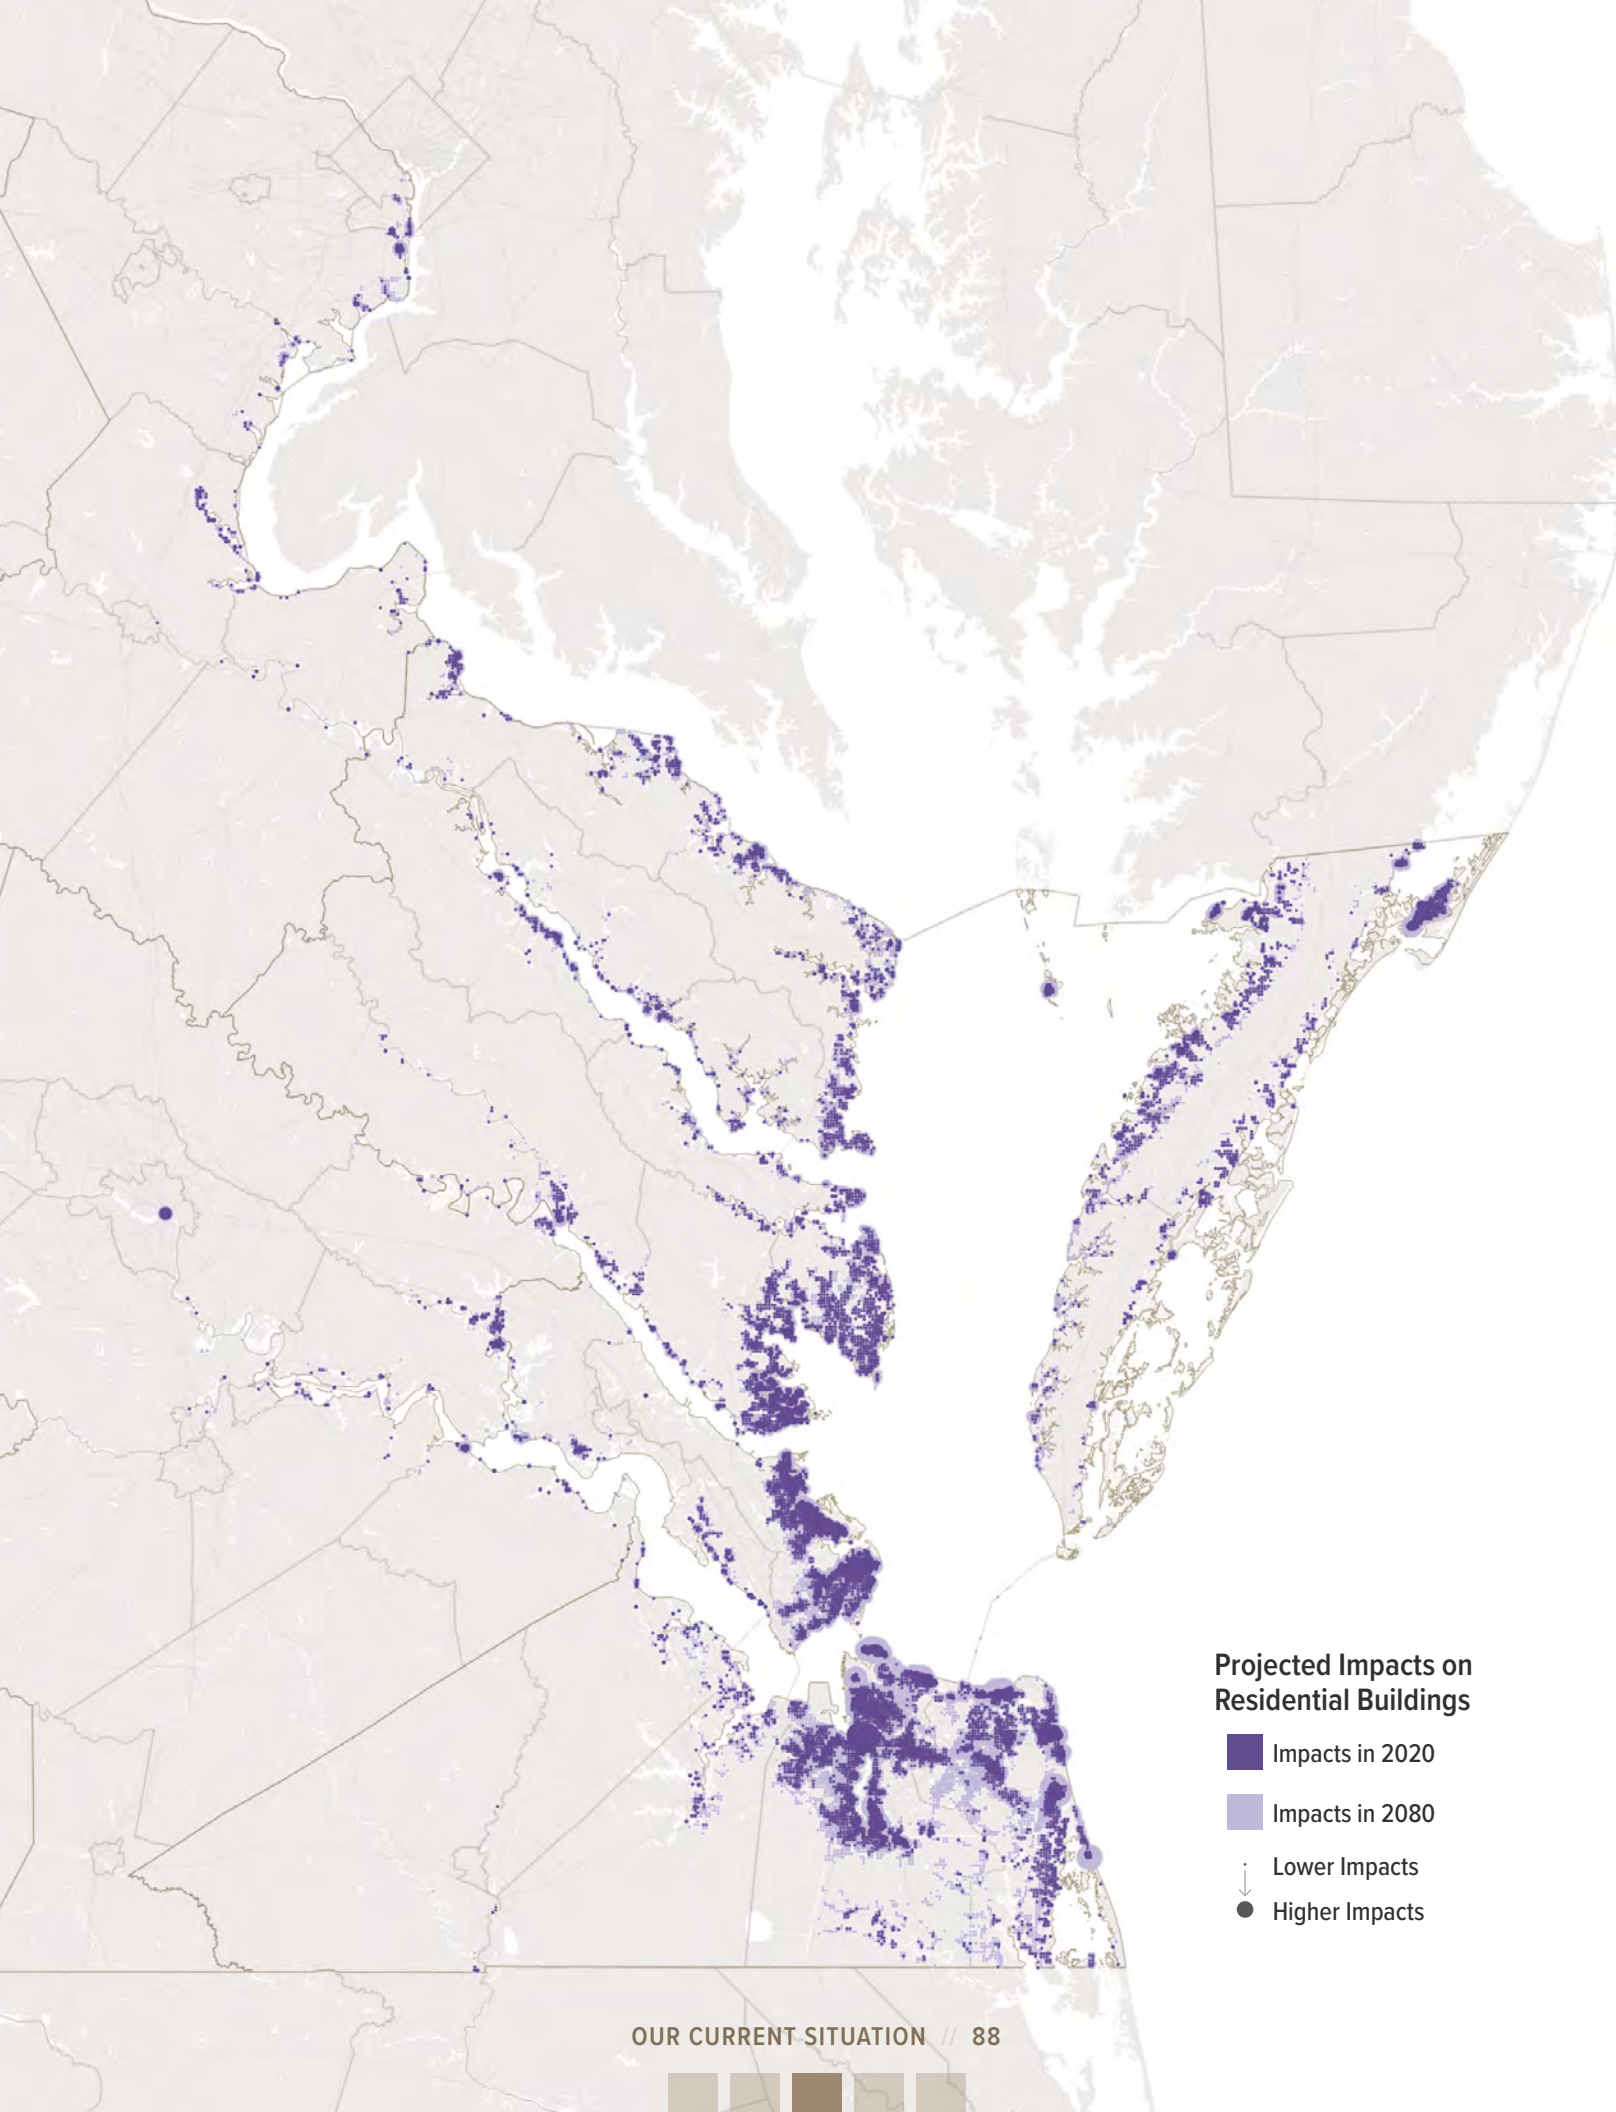 Projected Impacts on
Residential Buildings
Impacts in 2020
Impacts in 2080
Lower Impacts
Higher Impacts
OUR CURRENT SITUATION // 88